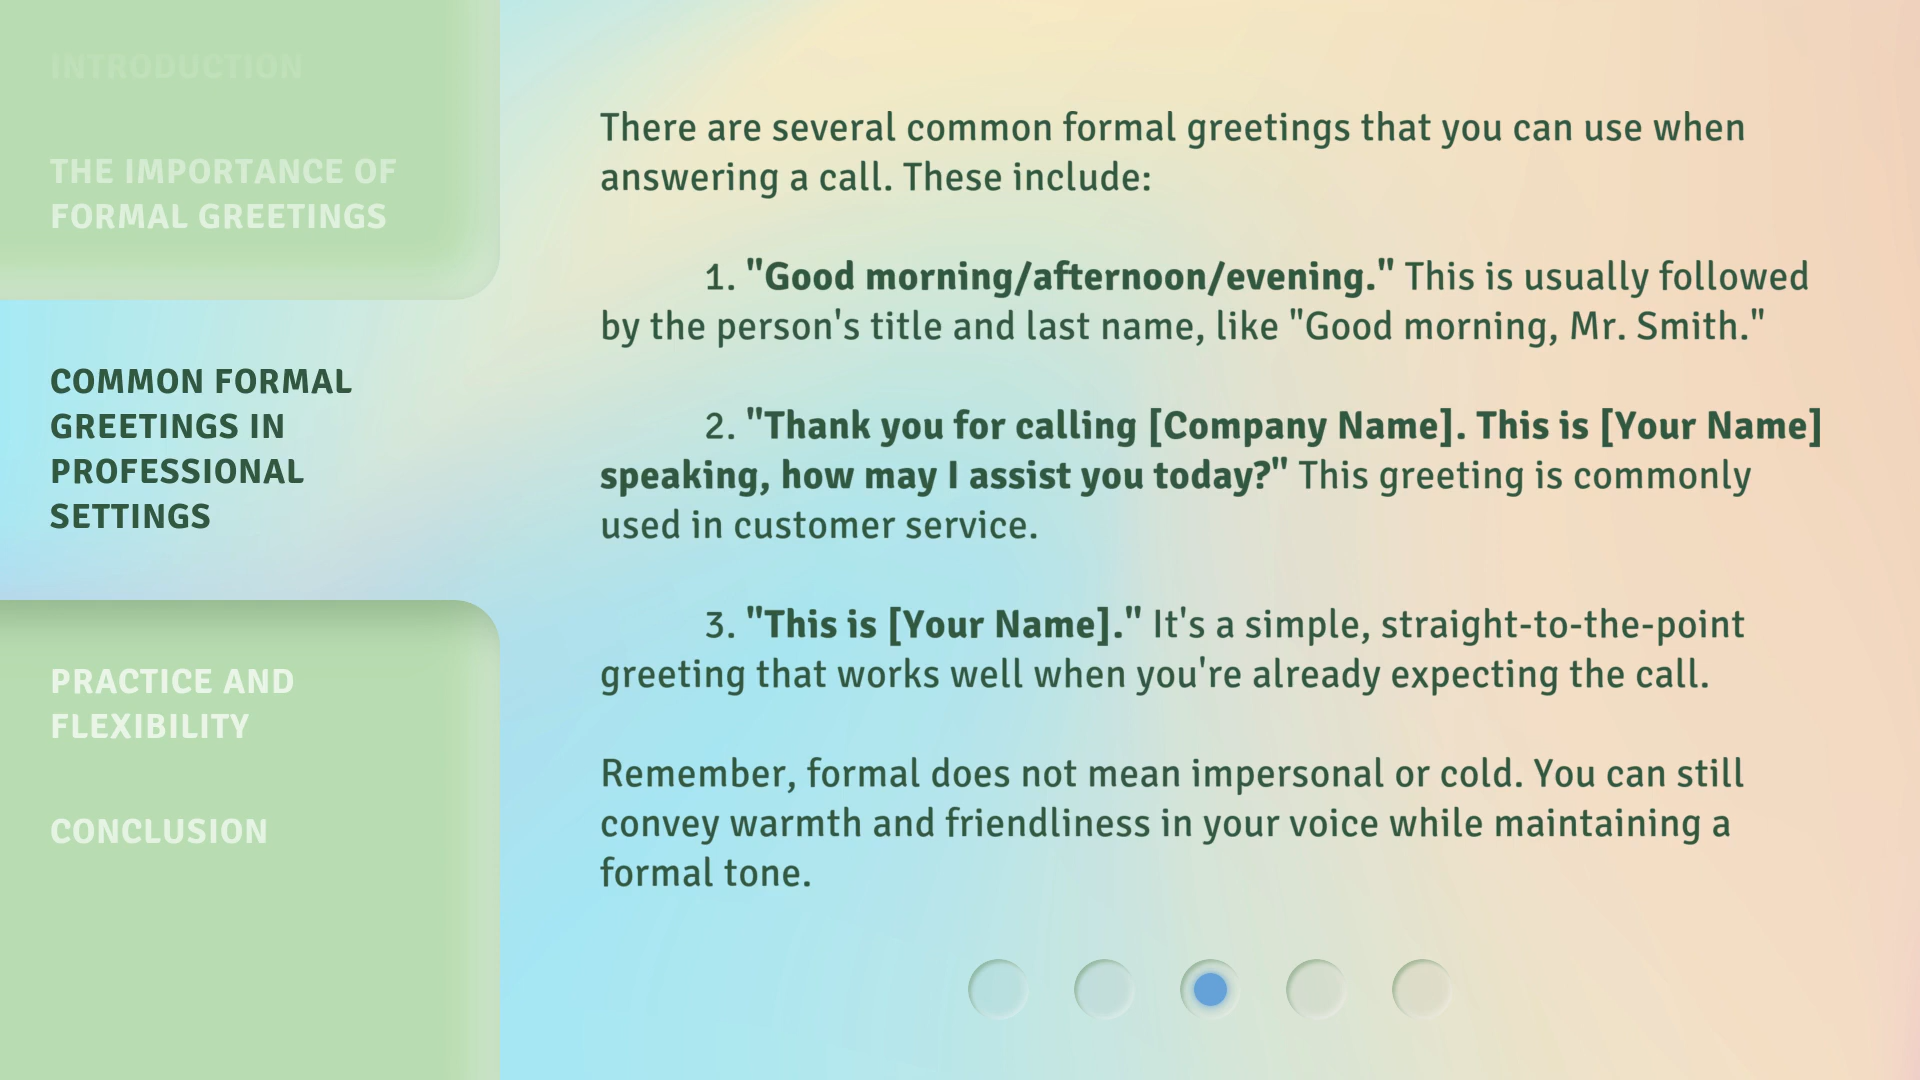 INTRODUCTION
THE IMPORTANCE OF
FORMAL GREETINGS
COMMON FORMAL
GREETINGS IN
PROFESSIONAL
SETTINGS
PRACTICE AND
FLEXIBILITY
CONCLUSION
There are several common formal greetings that you can use when
answering a call. These include:
1. "Good morning/afternoon/evening." This is usually followed
by the person's title and last name, like "Good morning, Mr. Smith."
2. "Thank you for calling [Company Name]. This is [Your Name]
speaking, how may I assist you today?" This greeting is commonly
used in customer service.
3. "This is [Your Name]." It's a simple, straight-to-the-point
greeting that works well when you're already expecting the call.
Remember, formal does not mean impersonal or cold. You can still
convey warmth and friendliness in your voice while maintaining a
formal tone.